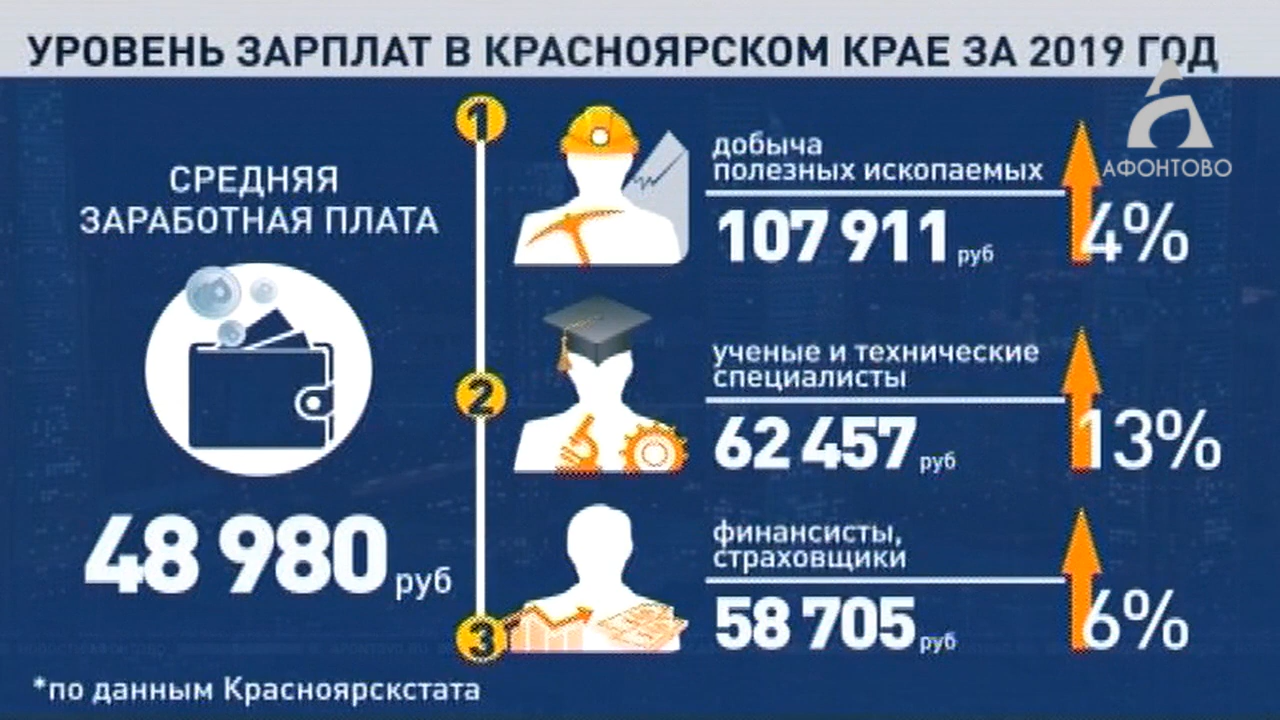 УРОВЕНЬ ЗАРПЛАТ В КРАСНОЯРСКОМ КРАЕ ЗА 2019 ГОД
АФОНТОВО
СРЕДНЯЯ
ЗАРАБОТНАЯ ПЛАТА
48 980 руб
1
добыча
полезных ископаемых
107 911 руб
4%
2
ученые и технические
специалисты
62 457 руб
13%
3
финансисты,
страховщики
58 705 руб
6%
*по данным Красноярскстата